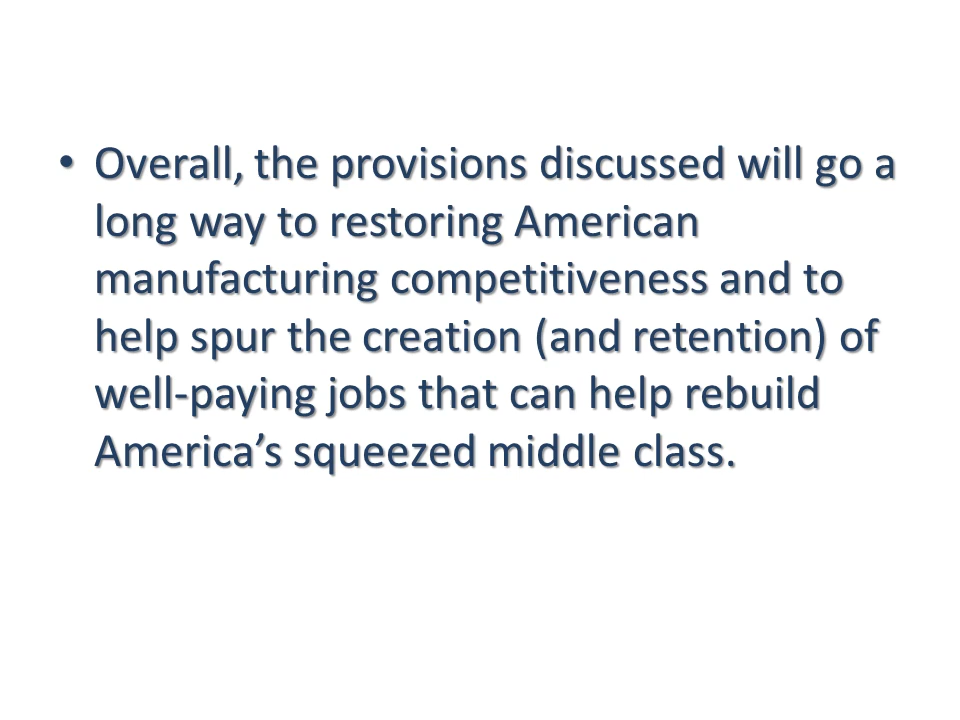 • Overall, the provisions discussed will go a
long way to restoring American
manufacturing competitiveness and to
help spur the creation (and retention) of
well-paying jobs that can help rebuild
America’s squeezed middle class.